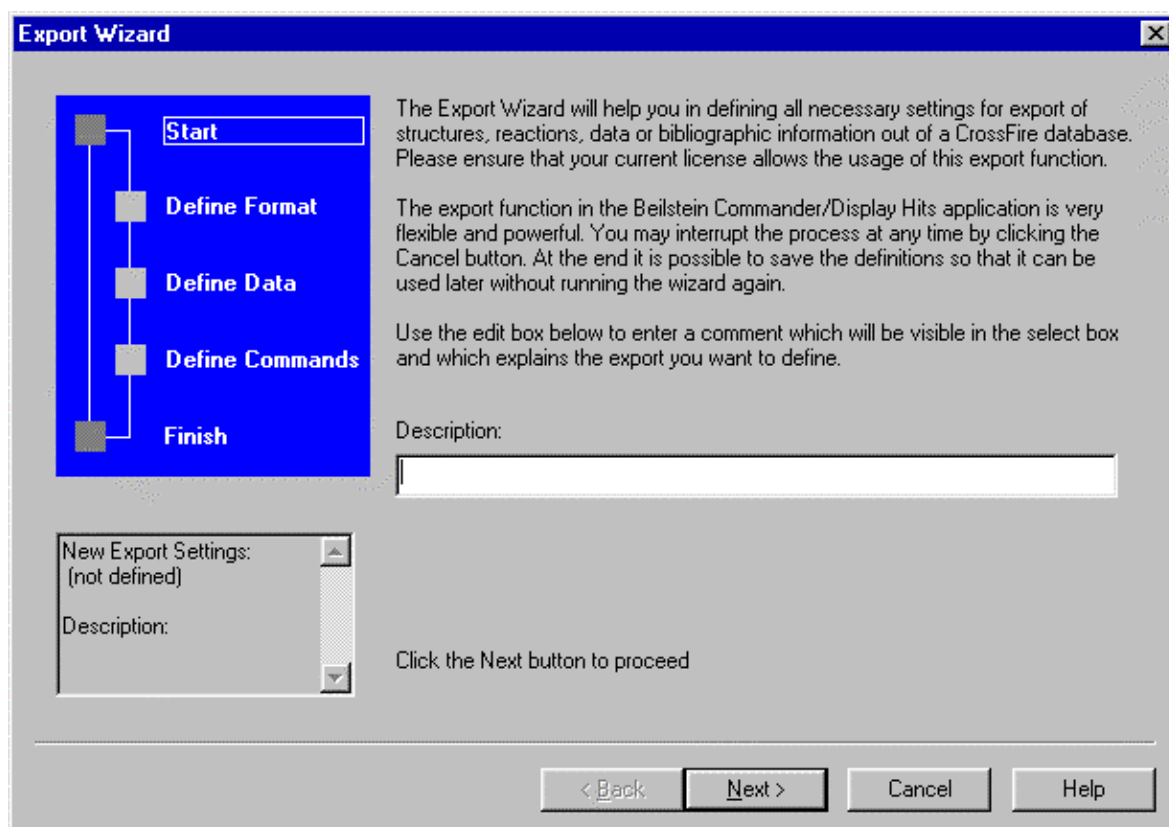 Export Wizard
Start
Define Format
Define Data
Define Commands
Finish
The Export Wizard will help you in defining all necessary settings for export of
structures, reactions, data or bibliographic information out of a CrossFire database.
Please ensure that your current license allows the usage of this export function.
The export function in the Beilstein Commander/Display Hits application is very
flexible and powerful. You may interrupt the process at any time by clicking the
Cancel button. At the end it is possible to save the definitions so that it can be
used later without running the wizard again.
Use the edit box below to enter a comment which will be visible in the select box
and which explains the export you want to define.
Description:
New Export Settings:
(not defined)
Description:
Click the Next button to proceed
< Back
Next >
Cancel
Help